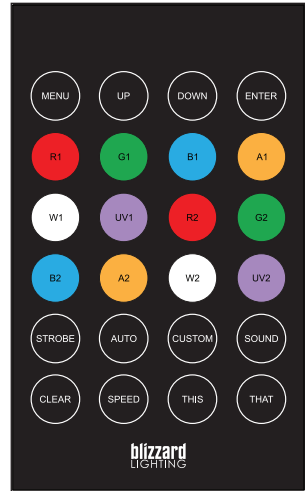 MENU UP DOWN ENTER
R1 G1 B1 A1
W1 UV1 R2 G2
B2 A2 W2 UV2
STROBE AUTO CUSTOM SOUND
CLEAR SPEED THIS THAT
blizzard
LIGHTING